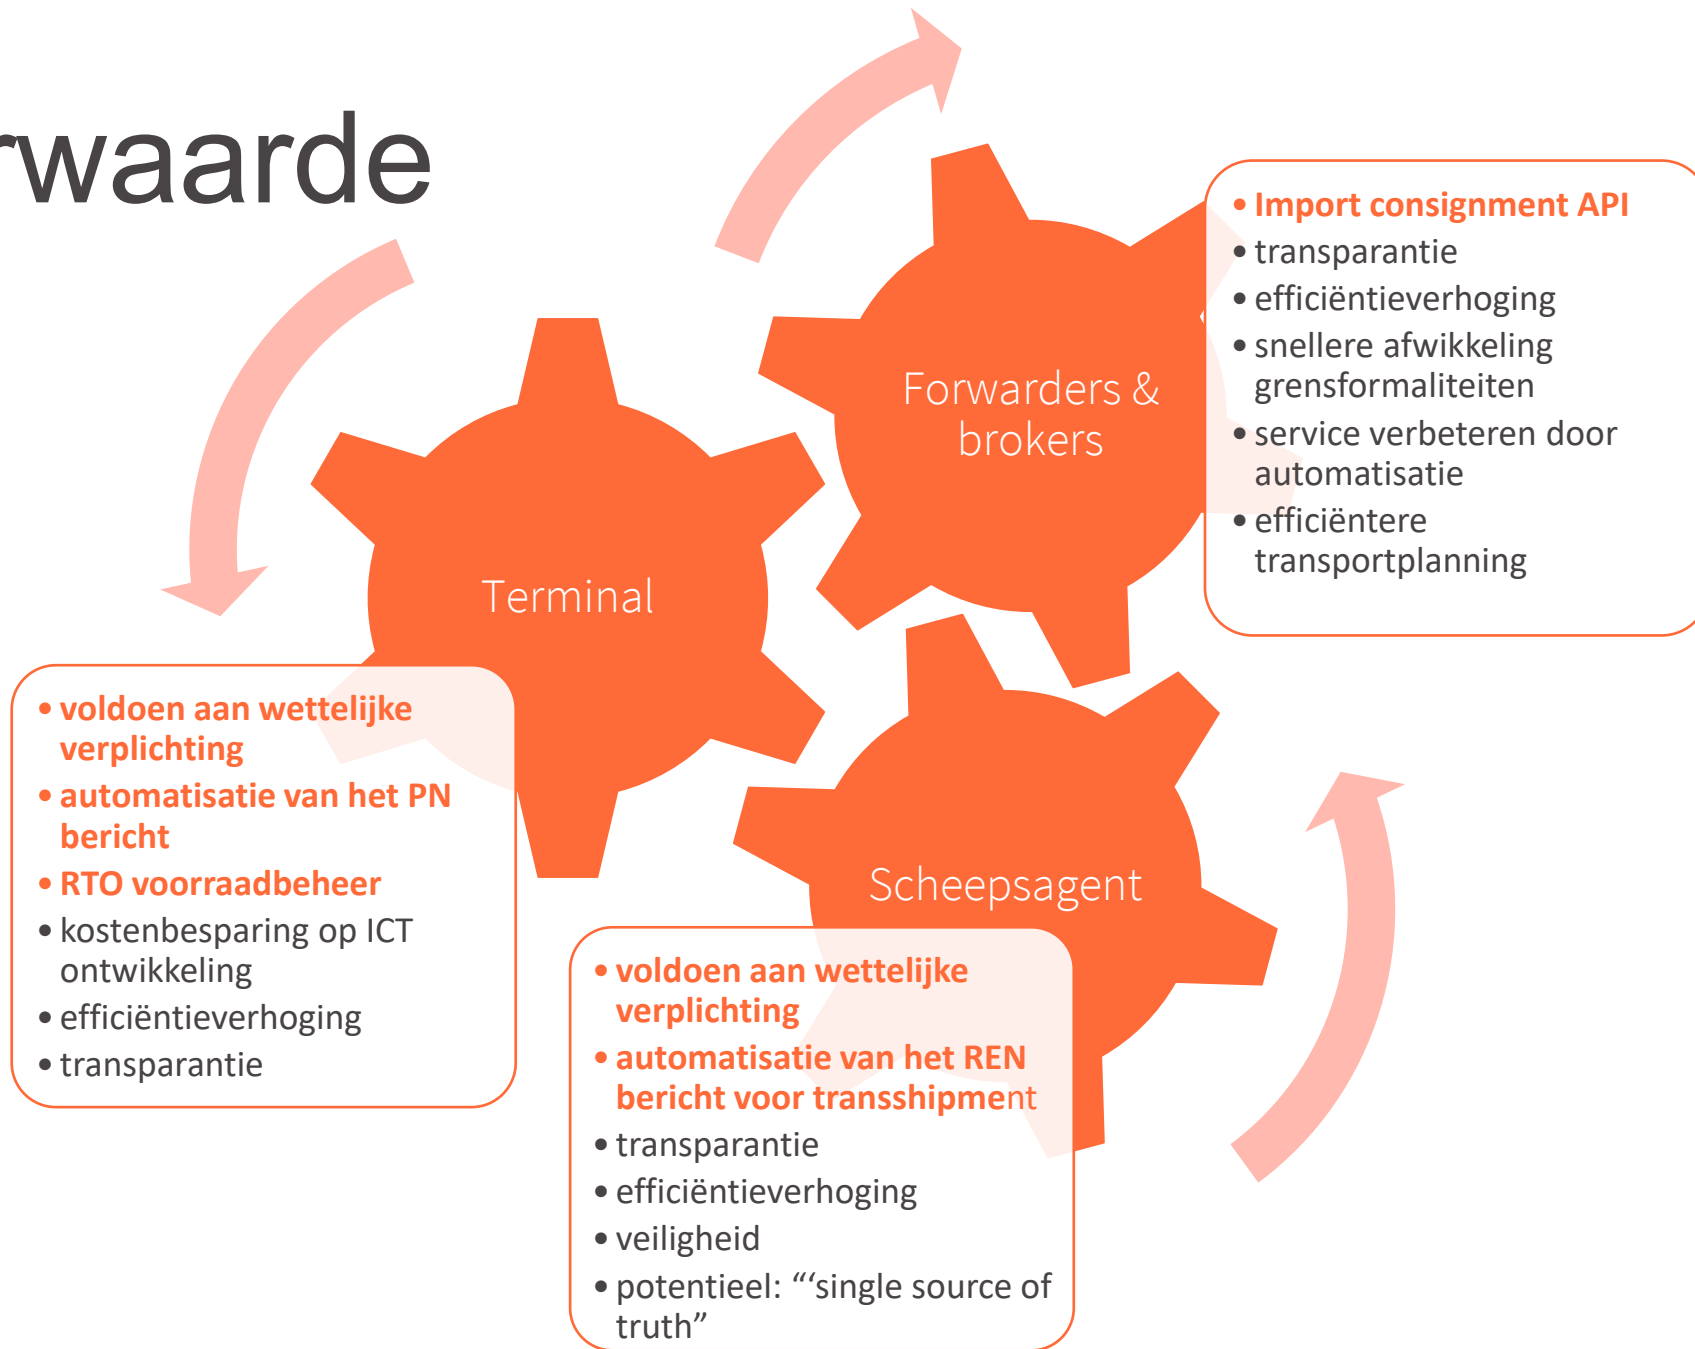 rwaarde
Forwarders &
brokers
• Import consignment API
• transparantie
• efficiëntieverhoging
• snellere afwikkeling
grensformaliteiten
• service verbeteren door
automatisatie
• efficiëntere
transportplanning
Terminal
• voldoen aan wettelijke
verplichting
• automatisatie van het PN
bericht
• RTO voorraadbeheer
• kostenbesparing op ICT
ontwikkeling
• efficiëntieverhoging
• transparantie
Scheepsagent
• voldoen aan wettelijke
verplichting
• automatisatie van het REN
bericht voor transshipment
• transparantie
• efficiëntieverhoging
• veiligheid
• potentieel: “‘single source of
truth”